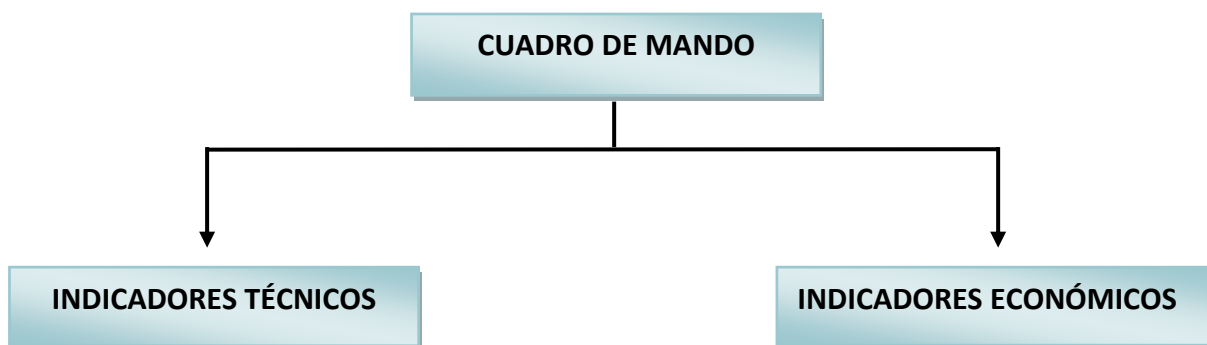 CUADRO DE MANDO
INDICADORES TÉCNICOS
INDICADORES ECONÓMICOS